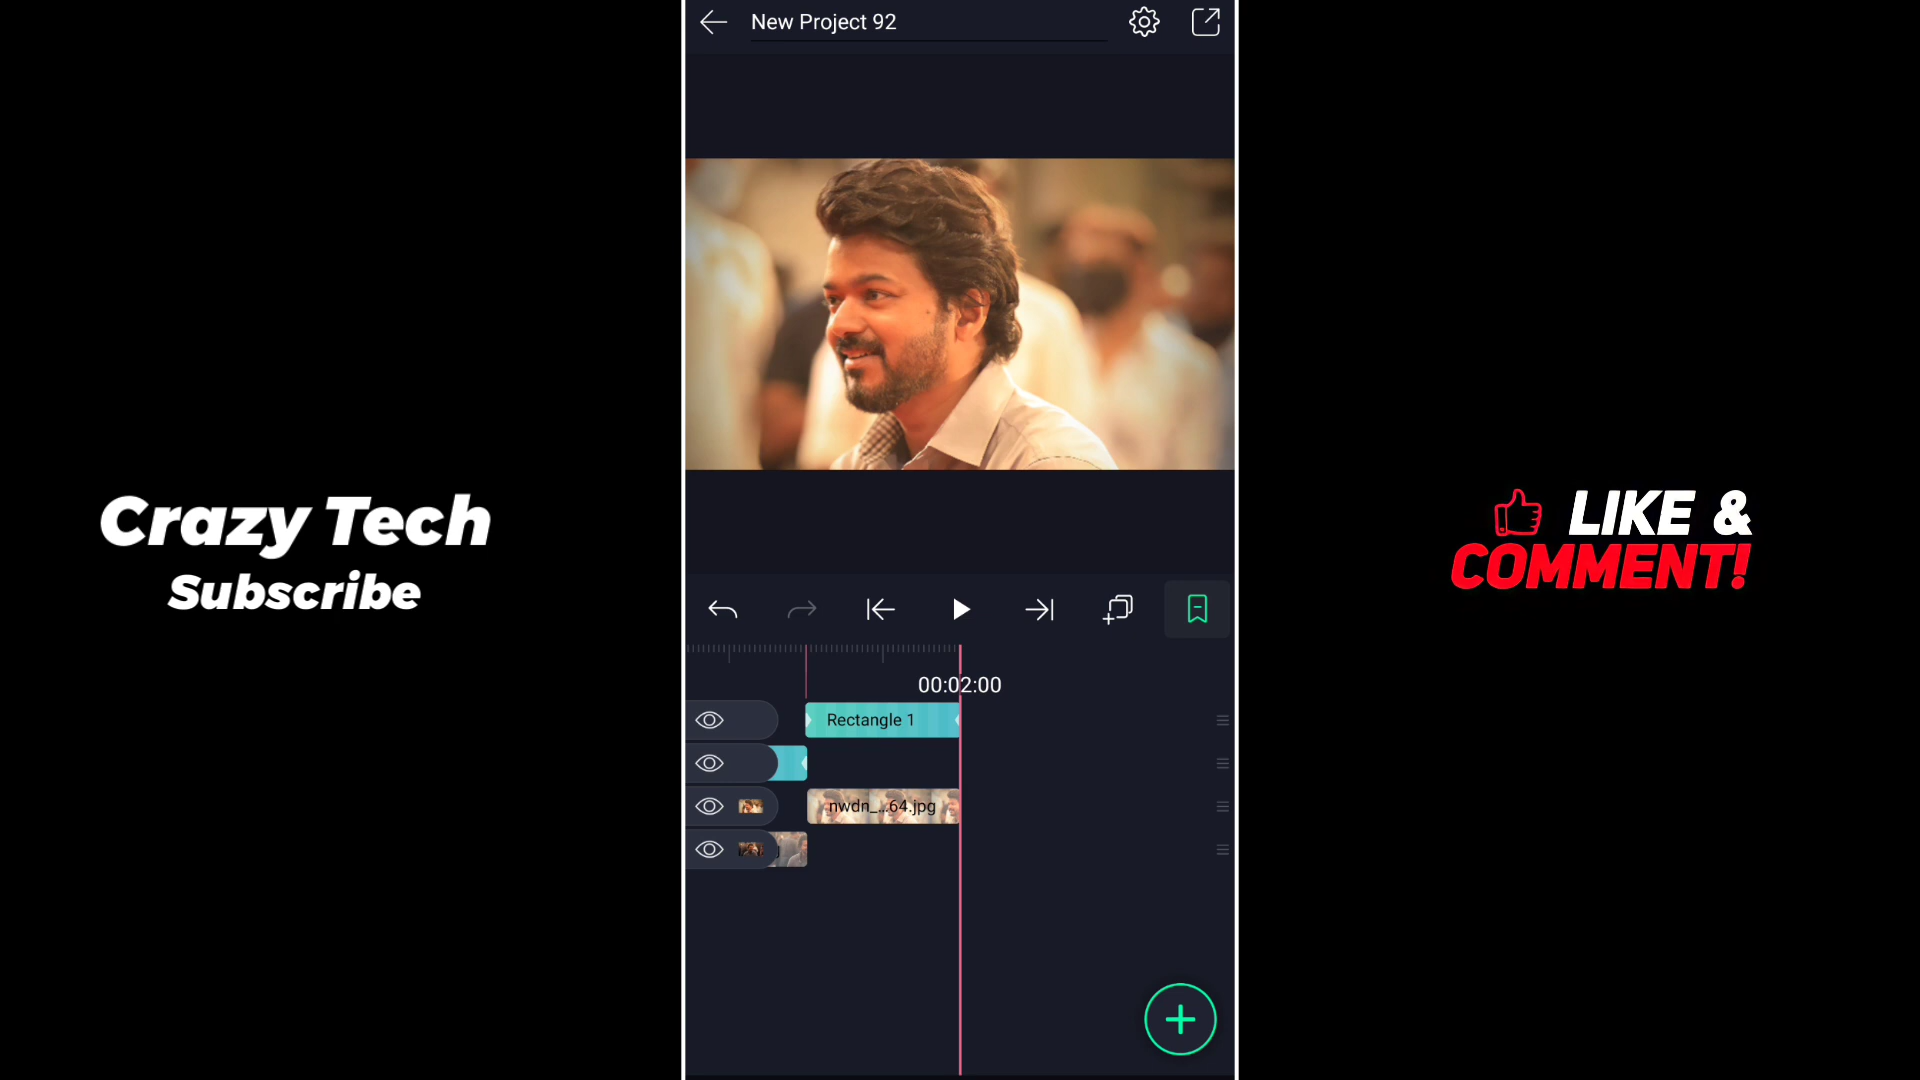 New Project 92
Crazy Tech
Subscribe
LIKE &
COMMENT!
00:02:00
Rectangle 1
nwdn_...64.jpg